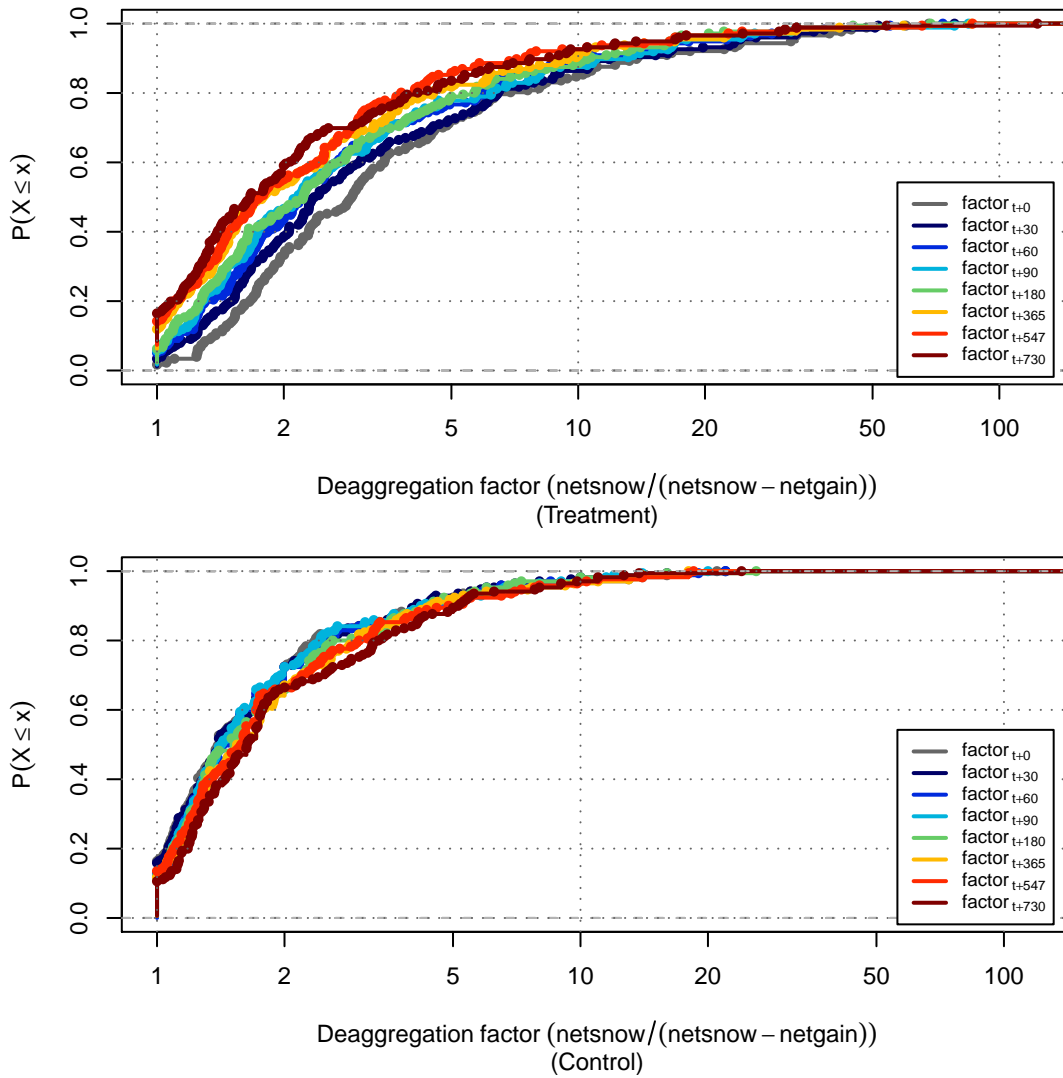 P(X ≤ x)
1.0
0.8
0.6
0.4
0.2
0.0
factor t+0
factor t+30
factor t+60
factor t+90
factor t+180
factor t+365
factor t+547
factor t+730
1 2 5 10 20 50 100
Deaggregation factor (netsnow/(netsnow − netgain))
(Treatment)
P(X ≤ x)
1.0
0.8
0.6
0.4
0.2
0.0
factor t+0
factor t+30
factor t+60
factor t+90
factor t+180
factor t+365
factor t+547
factor t+730
1 2 5 10 20 50 100
Deaggregation factor (netsnow/(netsnow − netgain))
(Control)